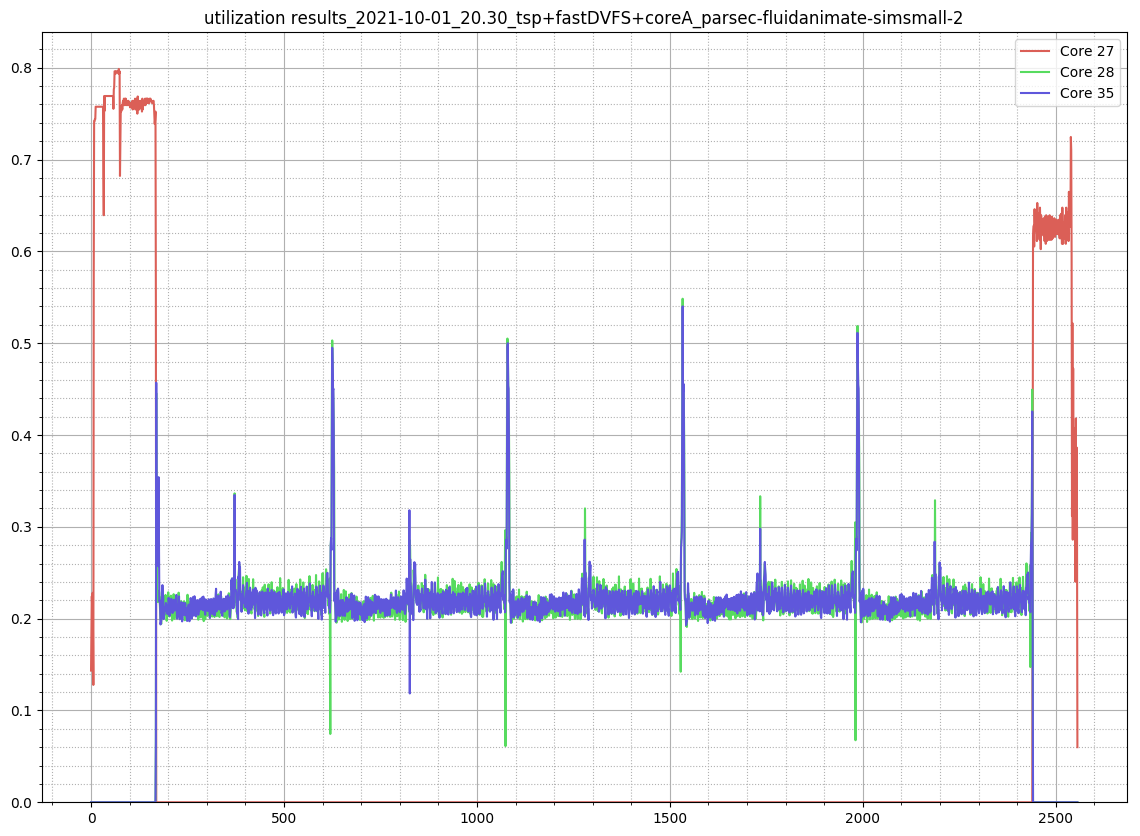 utilization results_2021-10-01_20.30_tsp+fastDVFS+coreA_parsec-fluidanimate-simsmall-2
Core 27
Core 28
Core 35
0.8
0.7
0.6
0.5
0.4
0.3
0.2
0.1
0.0
0 500 1000 1500 2000 2500